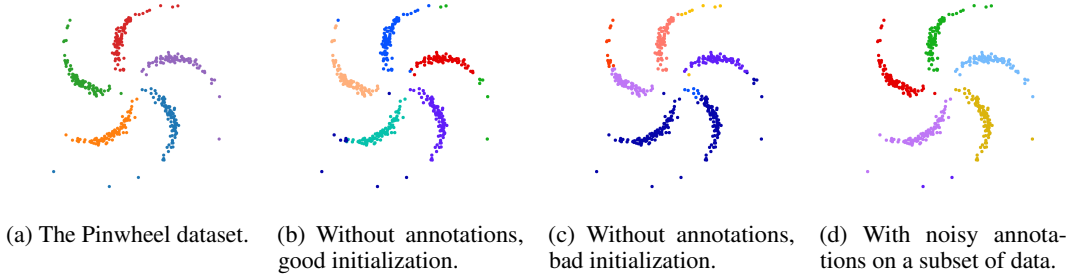 (a) The Pinwheel dataset.
(b) Without annotations,
good initialization.
(c) Without annotations,
bad initialization.
(d) With noisy annota-
tions on a subset of data.